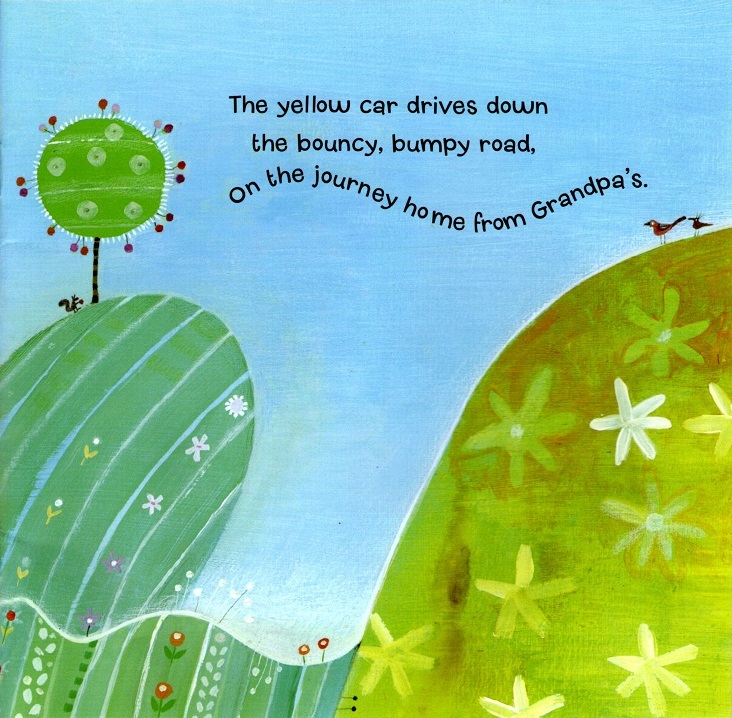 The yellow car drives down
the bouncy, bumpy road,
On the journey home from Grandpa's.